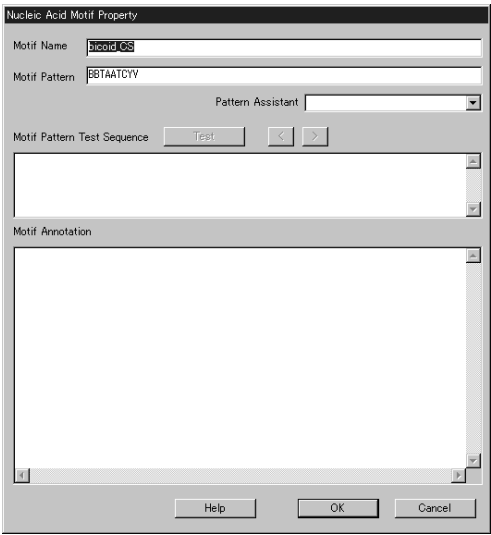 Nucleic Acid Motif Property
Motif Name bicoid CS
Motif Pattern BBTAATCYV
Pattern Assistant
Motif Pattern Test Sequence Test < >
Motif Annotation
Help OK Cancel